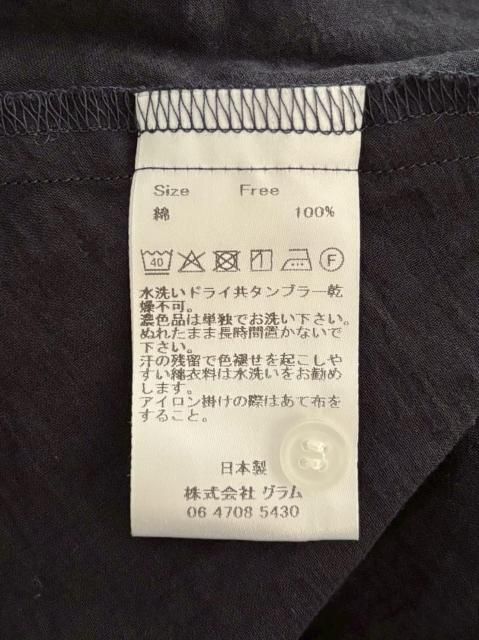 Size Free
綿 100%
40 F
水洗いドライ共タンブラー乾
燥不可。
濃色品は単独でお洗い下さい。
ぬれたまま長時間置かないで
下さい。
汗の残留で色褪せを起こしや
すい綿衣料は水洗いをお勧め
します。
アイロン掛けの際はあて布を
すること。
日本製
株式会社 グラム
06 4708 5430